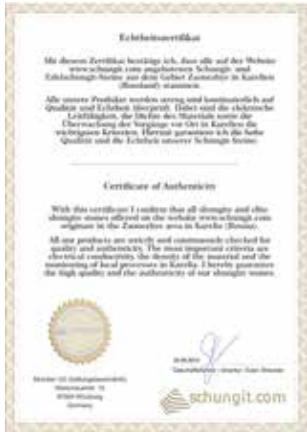 Echtheitszertifikat
Mit diesem Zertifikat bestätige ich, dass alle auf der Website
www.schungit.com angebotenen Schungit- und
Edelschungit-Steine aus dem Gebiet Zaoneschje in Karelien
(Russland) stammen.
Alle unsere Produkte werden streng und kontinuierlich auf
Qualität und Echtheit überprüft. Dabei sind die elektrische
Leitfähigkeit, die Dichte des Materials sowie die
Überwachung der Vorgänge vor Ort in Karelien die
wichtigsten Kriterien. Hiermit garantiere ich die hohe
Qualität und die Echtheit unserer Schungit-Steine.
Certificate of Authenticity
With this certificate I confirm that all shungite and elite
shungite stones offered on the website www.schungit.com
originate in the Zaoneschje area in Karelia (Russia).
All our products are strictly and continuously checked for
quality and authenticity. The most important criteria are
electrical conductivity, the density of the material and the
monitoring of local processes in Karelia. I hereby guarantee
the high quality and the authenticity of our shungite stones.
Germany
schungit.com